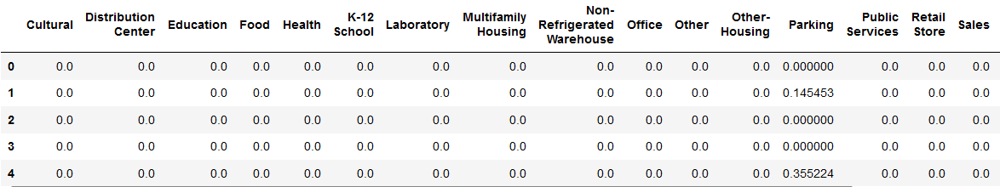 Cultural Distribution Center Education Food Health K-12 School Laboratory Multifamily Housing Non-Refrigerated Warehouse Office Other Other-Housing Parking Public Services Retail Store Sales
0 0.0 0.0 0.0 0.0 0.0 0.0 0.0 0.0 0.0 0.0 0.0 0.0 0.000000 0.0 0.0 0.0
1 0.0 0.0 0.0 0.0 0.0 0.0 0.0 0.0 0.0 0.0 0.0 0.0 0.145453 0.0 0.0 0.0
2 0.0 0.0 0.0 0.0 0.0 0.0 0.0 0.0 0.0 0.0 0.0 0.0 0.000000 0.0 0.0 0.0
3 0.0 0.0 0.0 0.0 0.0 0.0 0.0 0.0 0.0 0.0 0.0 0.0 0.000000 0.0 0.0 0.0
4 0.0 0.0 0.0 0.0 0.0 0.0 0.0 0.0 0.0 0.0 0.0 0.0 0.355224 0.0 0.0 0.0